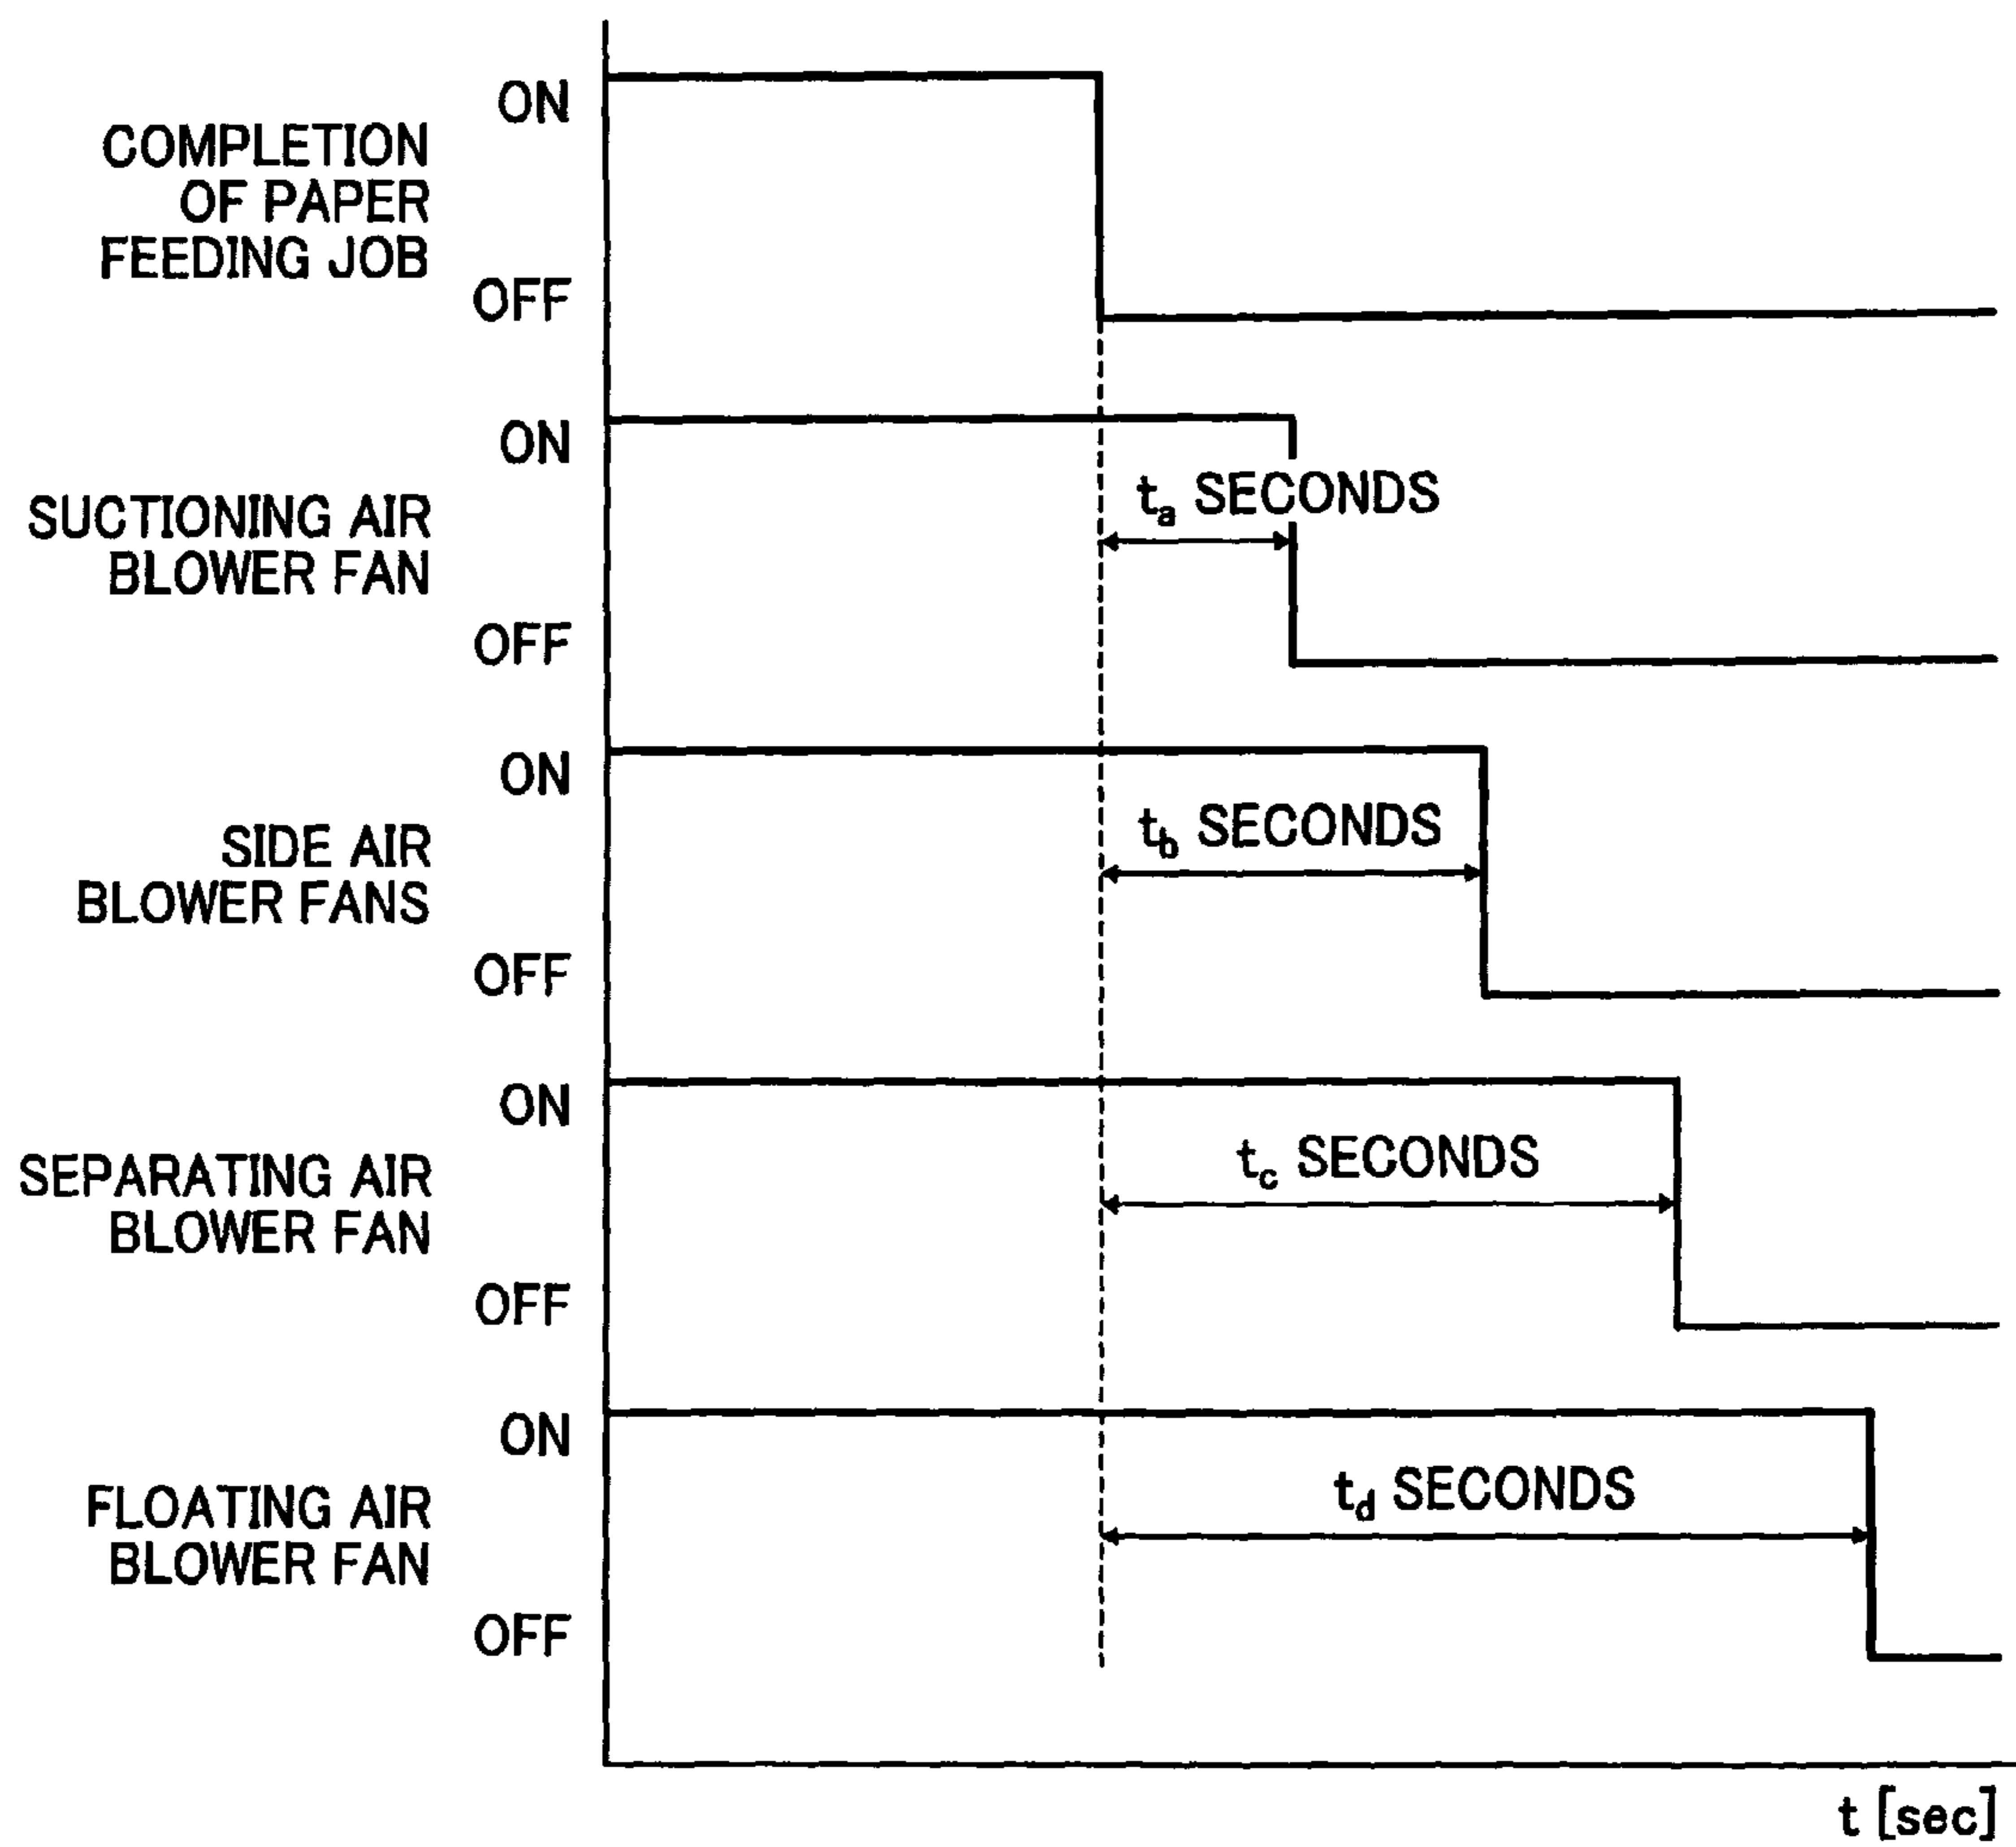 ON
COMPLETION
OF PAPER
FEEDING JOB
OFF
ON
SUCTIONING AIR
BLOWER FAN
ta SECONDS
OFF
ON
SIDE AIR
BLOWER FANS
tb SECONDS
OFF
ON
SEPARATING AIR
BLOWER FAN
tc SECONDS
OFF
ON
FLOATING AIR
BLOWER FAN
td SECONDS
OFF
t [sec]